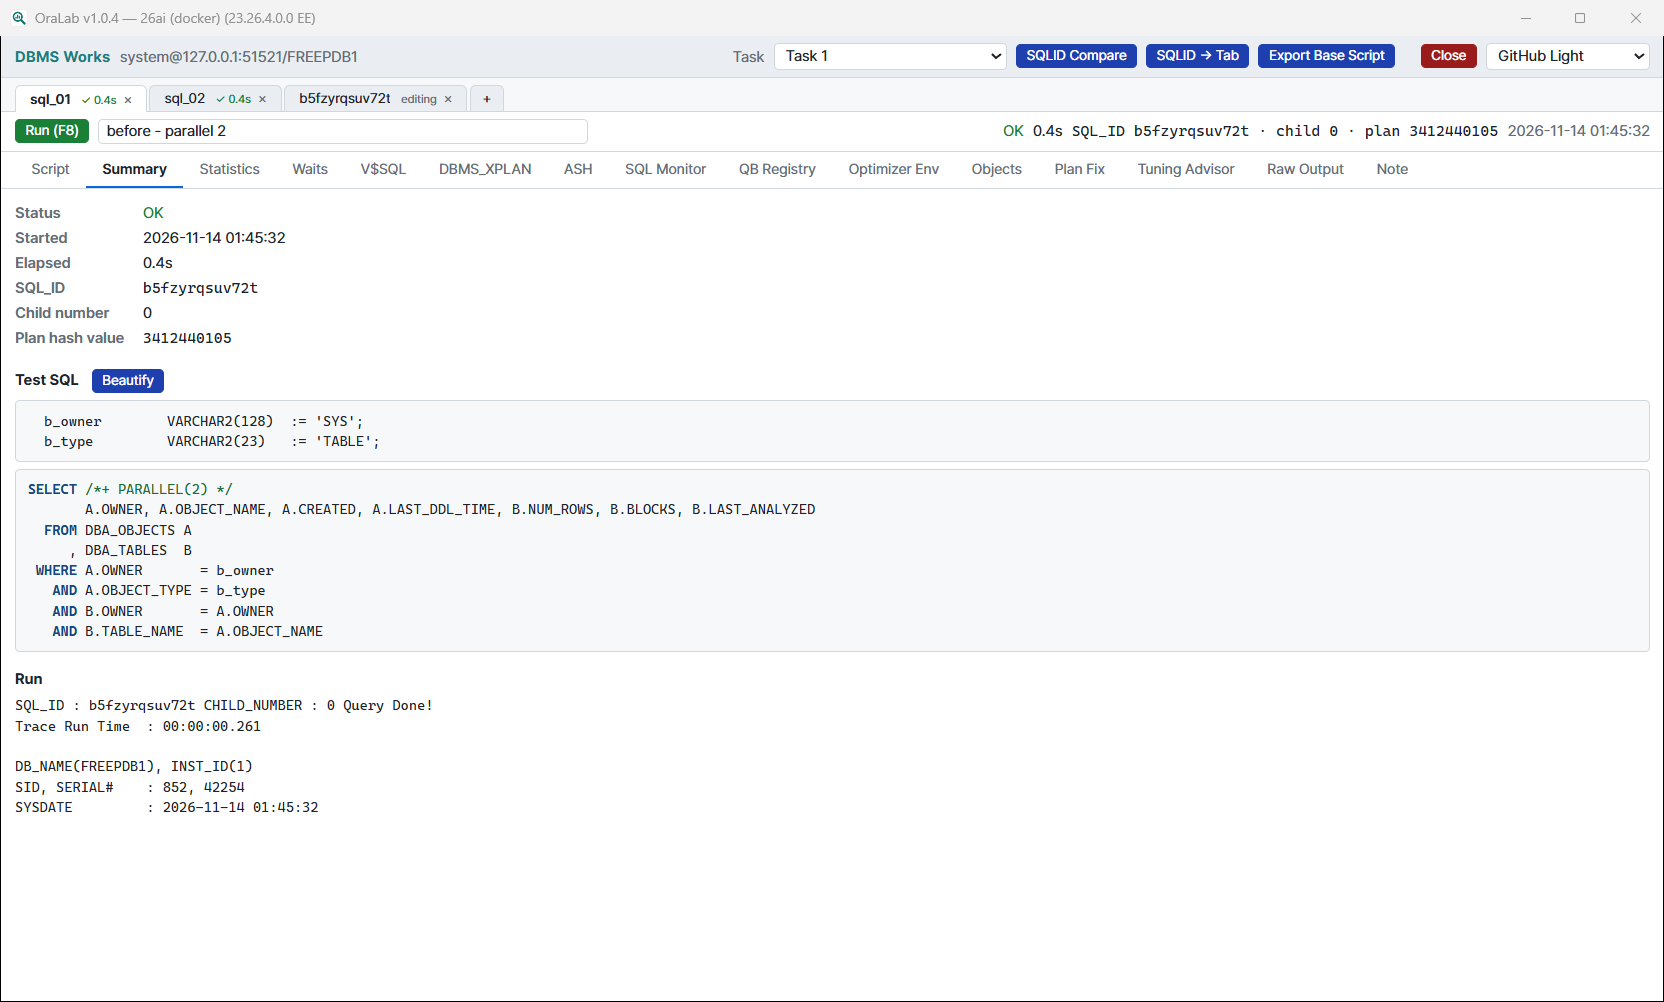 OraLab v1.0.4 — 26ai (docker) (23.26.4.0.0 EE)
DBMS Works system@127.0.0.1:51521/FREEPDB1 Task Task 1 SQLID Compare SQLID → Tab Export Base Script Close GitHub Light
sql_01 ✓ 0.4s × sql_02 ✓ 0.4s × b5fzyrqsuv72t editing × +
Run (F8) before - parallel 2 OK 0.4s SQL_ID b5fzyrqsuv72t · child 0 · plan 3412440105 2026-11-14 01:45:32
Script Summary Statistics Waits V$SQL DBMS_XPLAN ASH SQL Monitor QB Registry Optimizer Env Objects Plan Fix Tuning Advisor Raw Output Note
Status OK
Started 2026-11-14 01:45:32
Elapsed 0.4s
SQL_ID b5fzyrqsuv72t
Child number 0
Plan hash value 3412440105
Test SQL Beautify
b_owner VARCHAR2(128) := 'SYS';
b_type VARCHAR2(23) := 'TABLE';
SELECT /*+ PARALLEL(2) */
A.OWNER, A.OBJECT_NAME, A.CREATED, A.LAST_DDL_TIME, B.NUM_ROWS, B.BLOCKS, B.LAST_ANALYZED
FROM DBA_OBJECTS A
, DBA_TABLES B
WHERE A.OWNER = b_owner
AND A.OBJECT_TYPE = b_type
AND B.OWNER = A.OWNER
AND B.TABLE_NAME = A.OBJECT_NAME
Run
SQL_ID : b5fzyrqsuv72t CHILD_NUMBER : 0 Query Done!
Trace Run Time : 00:00:00.261
DB_NAME(FREEPDB1), INST_ID(1)
SID, SERIAL# : 852, 42254
SYSDATE : 2026-11-14 01:45:32